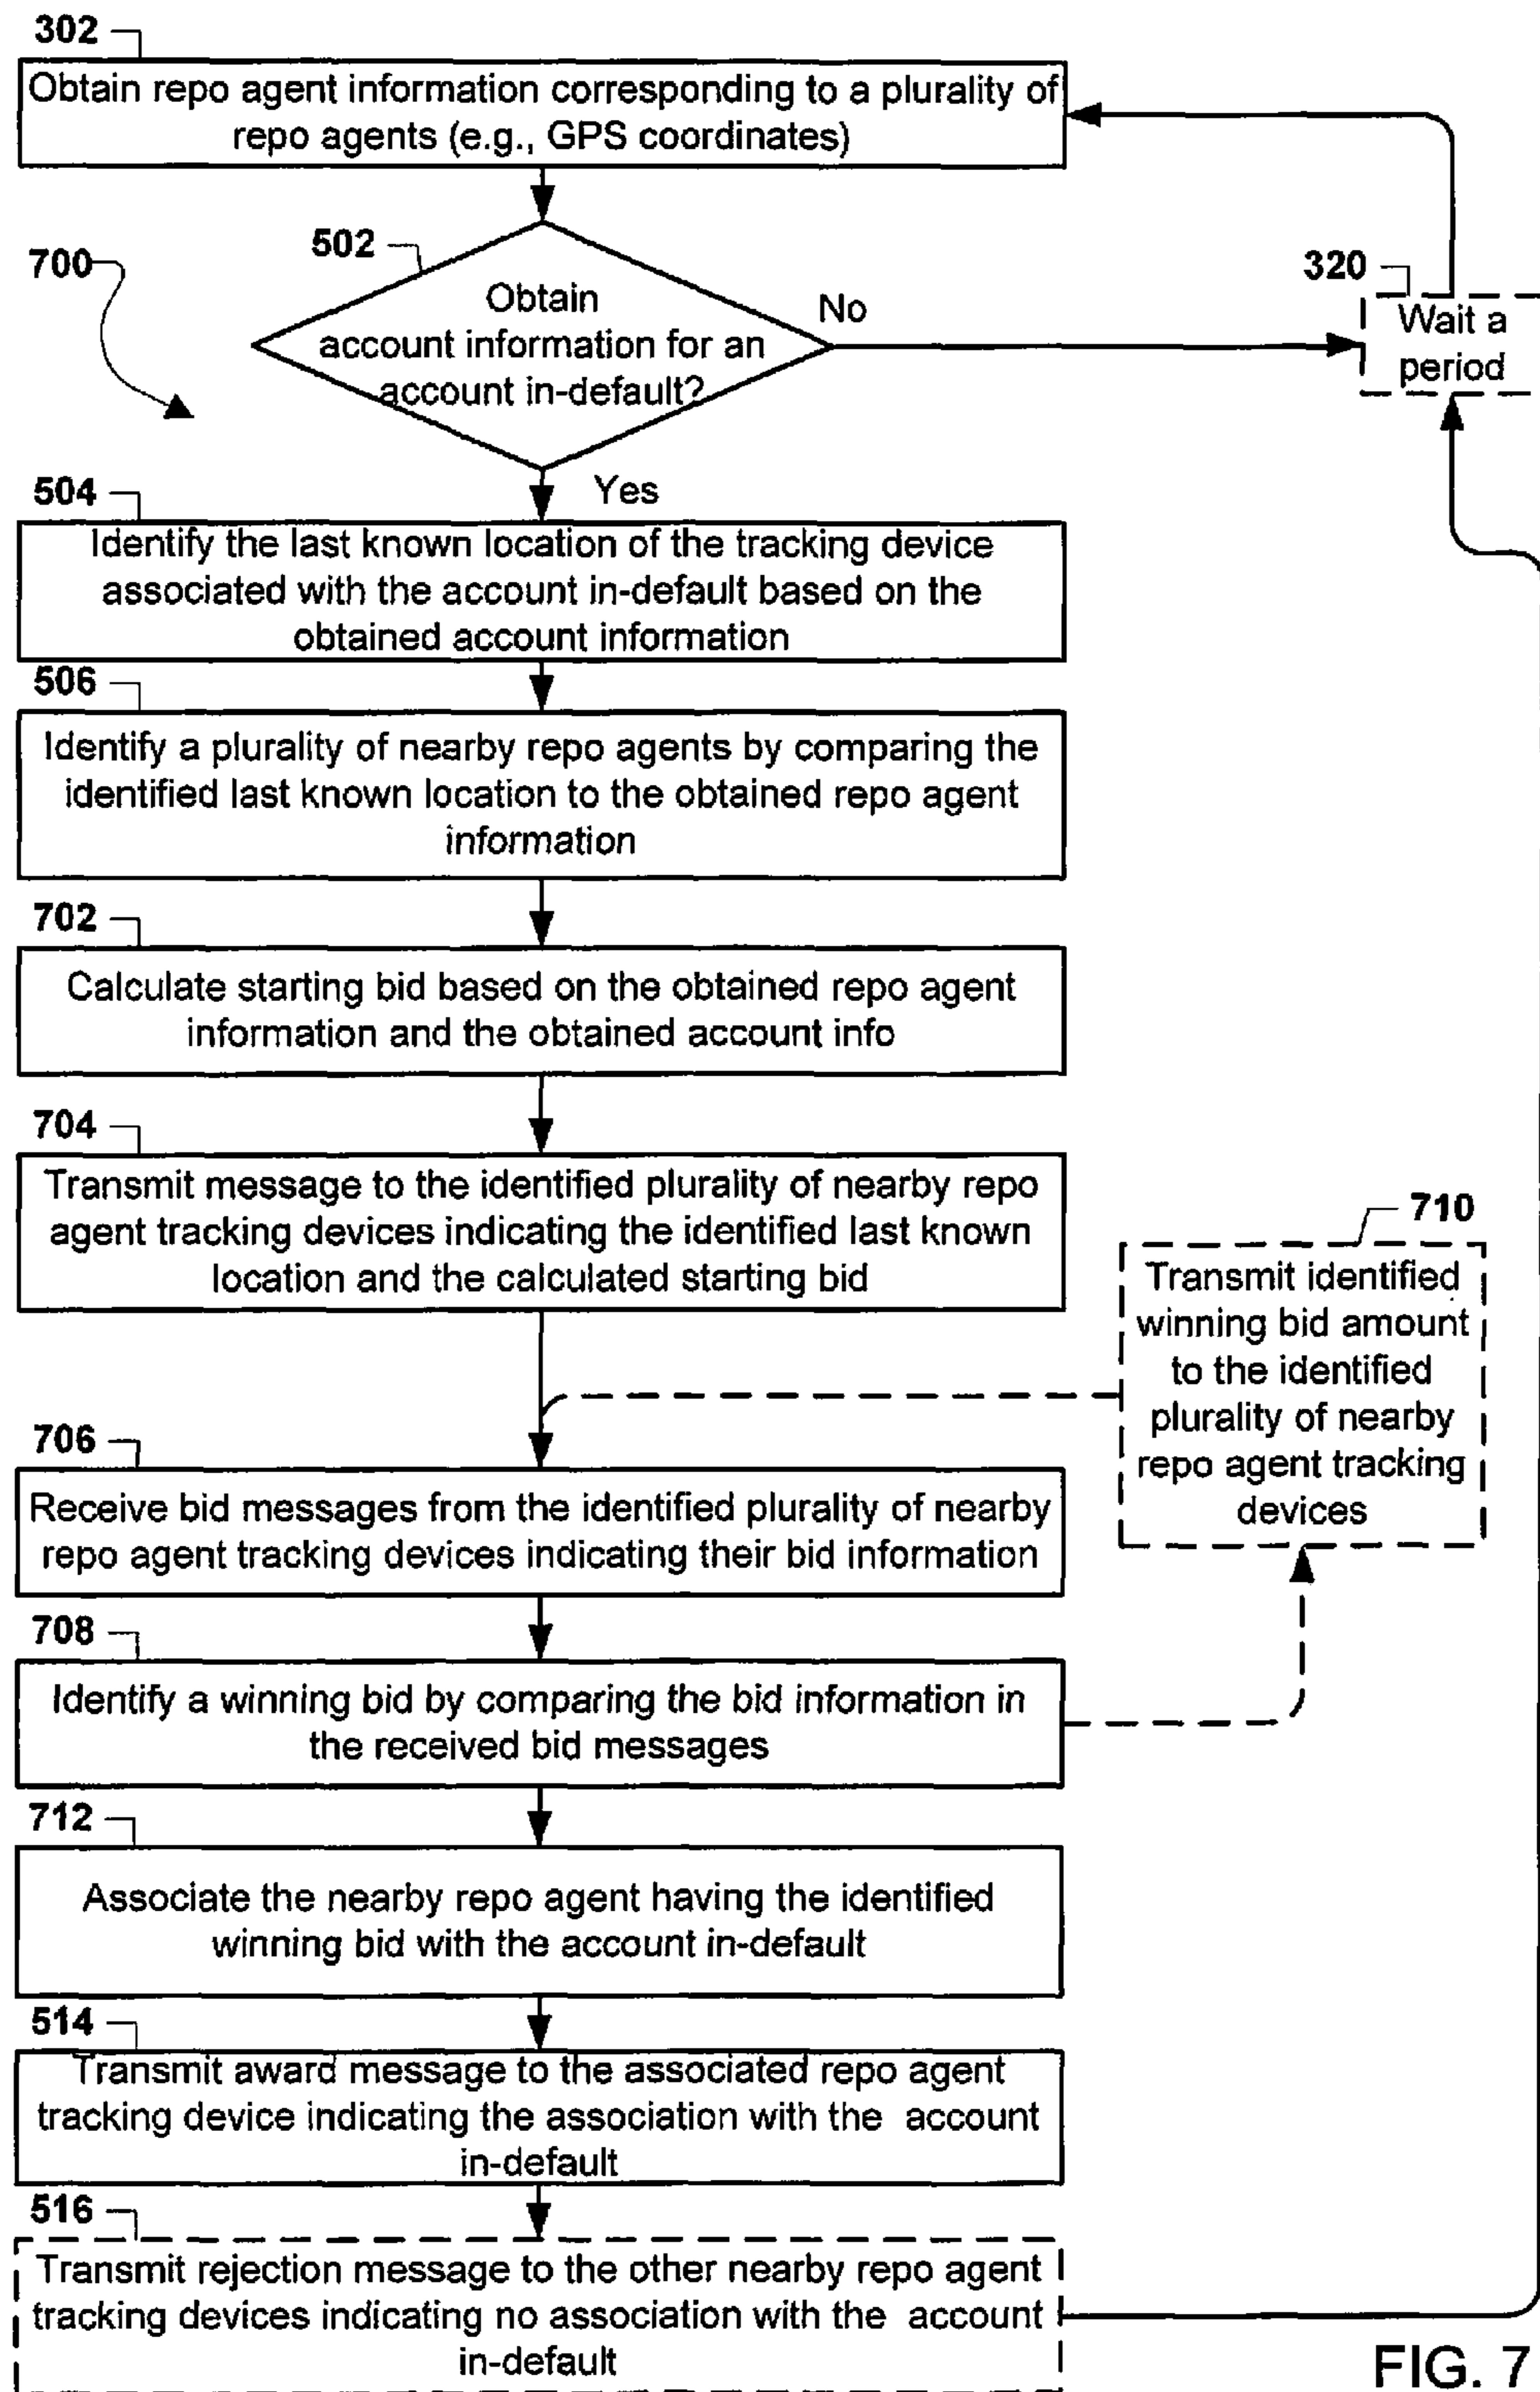 302
Obtain repo agent information corresponding to a plurality of
repo agents (e.g., GPS coordinates)
700
502
Obtain
account information for an
account in-default?
No
320
Wait a
period
Yes
504
Identify the last known location of the tracking device
associated with the account in-default based on the
obtained account information
506
Identify a plurality of nearby repo agents by comparing the
identified last known location to the obtained repo agent
information
702
Calculate starting bid based on the obtained repo agent
information and the obtained account info
704
Transmit message to the identified plurality of nearby repo
agent tracking devices indicating the identified last known
location and the calculated starting bid
710
Transmit identified
winning bid amount
to the identified
plurality of nearby
repo agent tracking
devices
706
Receive bid messages from the identified plurality of nearby
repo agent tracking devices indicating their bid information
708
Identify a winning bid by comparing the bid information in
the received bid messages
712
Associate the nearby repo agent having the identified
winning bid with the account in-default
514
Transmit award message to the associated repo agent
tracking device indicating the association with the account
in-default
516
Transmit rejection message to the other nearby repo agent
tracking devices indicating no association with the account
in-default
FIG. 7